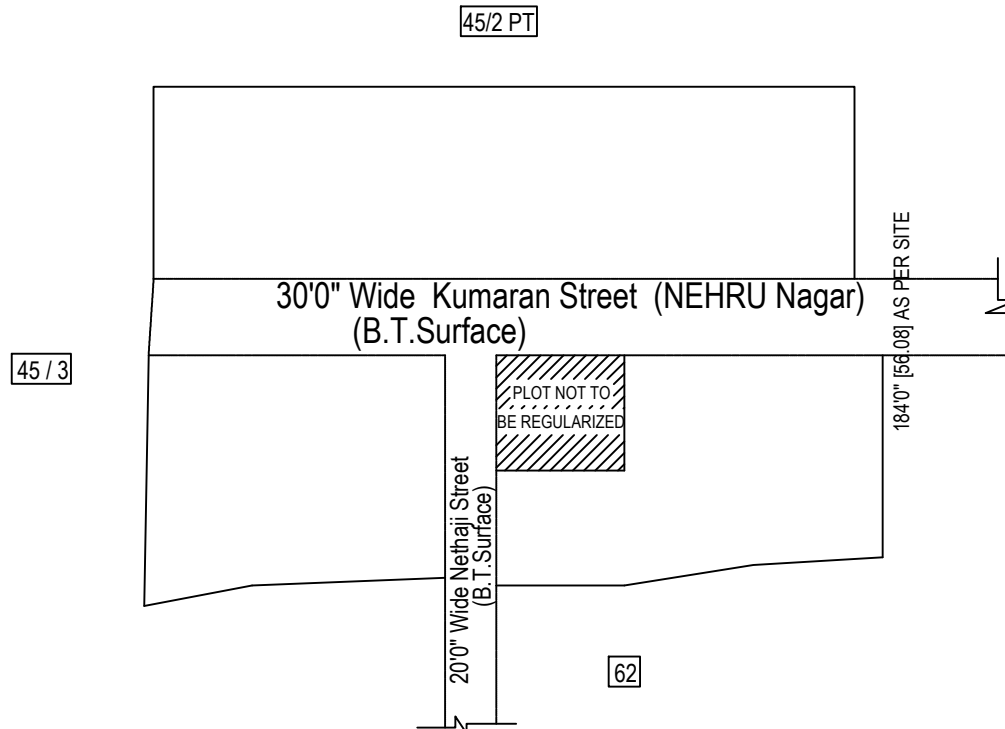 45/2 PT
30'0" Wide Kumaran Street (NEHRU Nagar)
(B.T.Surface)
184'0" [56.08] AS PER SITE
45 / 3
PLOT NOT TO
BE REGULARIZED
20'0" Wide Nethaji Street
(B.T.Surface)
62